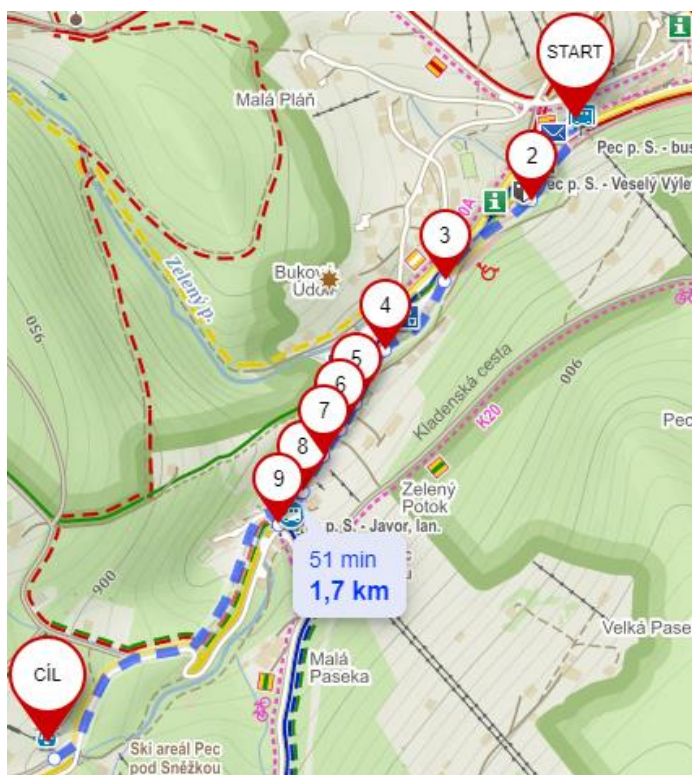 START
Malá Pláň
Pec p. S. - bus
2
Pec p. S. - Veselý Výlet
3
Zelený p.
Bukové
Údolí
4
5
950
6
Kladenská cesta
900
7
K20
Pec
8
9
Zelený
Potok
p. S. - Javor, lan.
51 min
1,7 km
900
Velká Pase
CÍL
Malá
Paseka
Ski areál Pec
pod Sněžkou